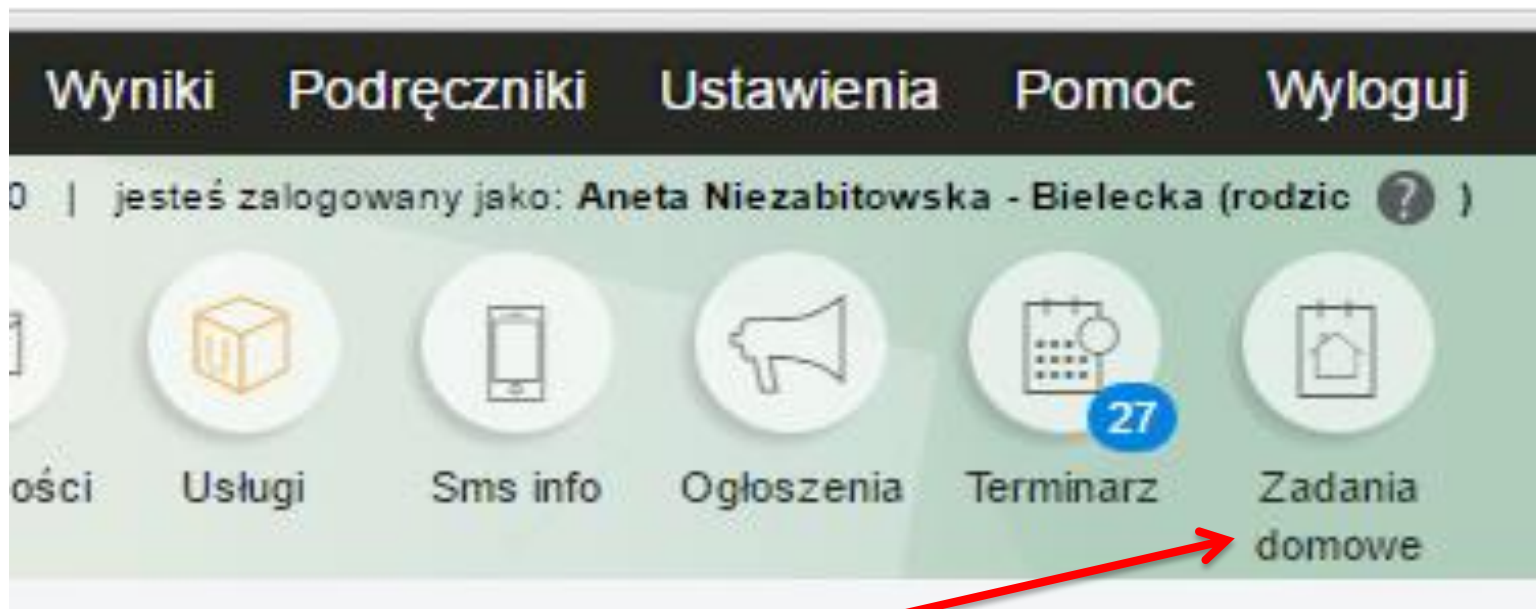 Wyniki Podręczniki Ustawienia Pomoc Wyloguj
0 | jesteś zalogowany jako: Aneta Niezabitowska - Bielecka (rodzic ? )
27
ości Usługi Sms info Ogłoszenia Terminarz Zadania
domowe